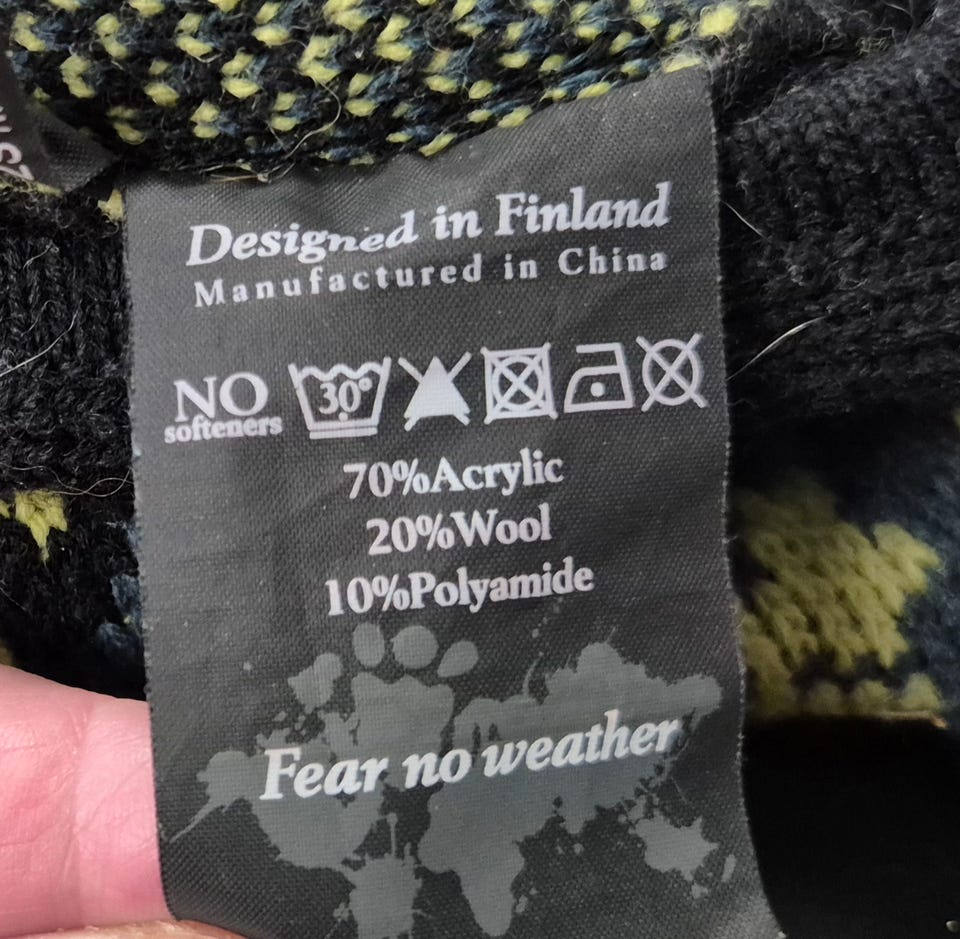 Designed in Finland
Manufactured in China
NO
softeners
30°
70%Acrylic
20%Wool
10%Polyamide
Fear no weather